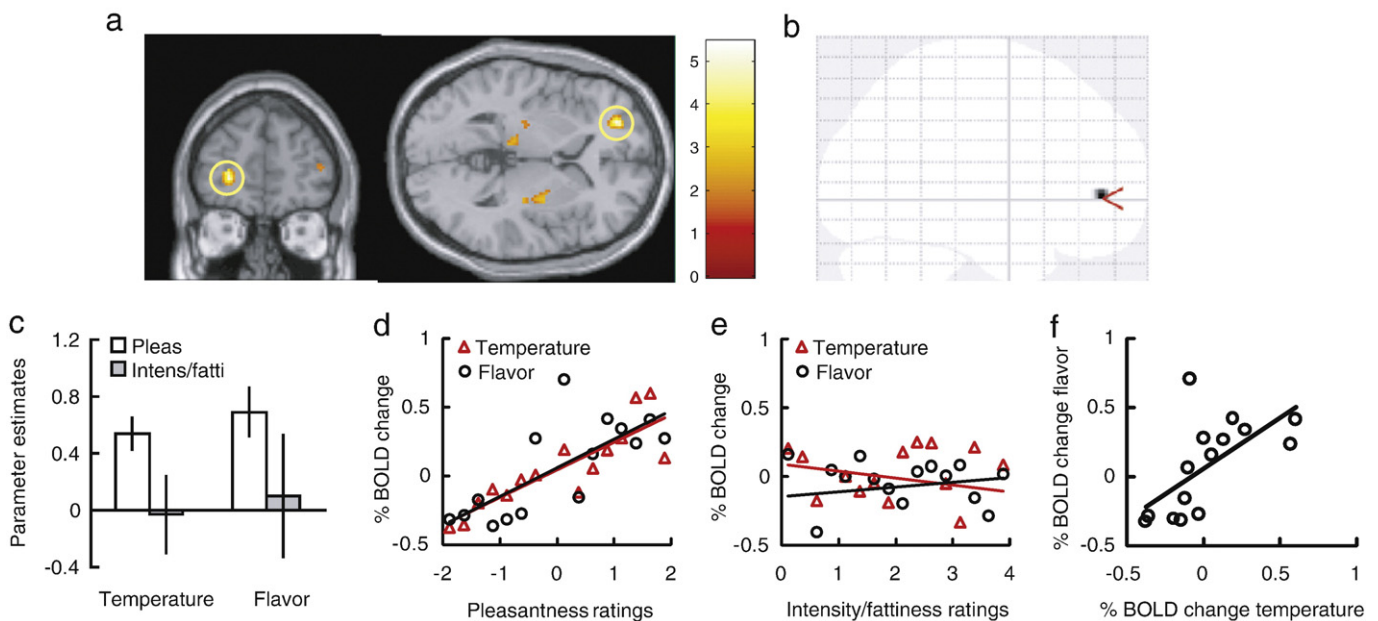 a
b
5
4
3
2
1
0
c
1.2
0.8
0.4
0
-0.4
Parameter estimates
Pleas
Intens/fatti
Temperature Flavor
d
1
0.5
0
-0.5
% BOLD change
Temperature
Flavor
-2 -1 0 1 2
Pleasantness ratings
e
1
0.5
0
-0.5
% BOLD change
Temperature
Flavor
0 1 2 3 4
Intensity/fattiness ratings
f
1
0.5
0
-0.5
% BOLD change flavor
-0.5 0 0.5 1
% BOLD change temperature